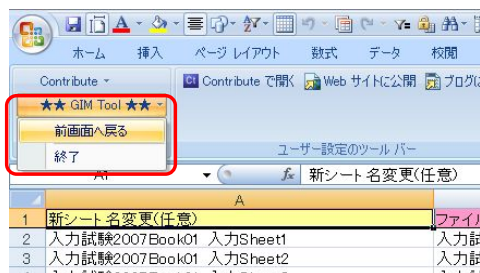 ホーム 挿入 ページ レイアウト 数式 データ 校閲
Contribute Contribute で開く Web サイトに公開 ブログに
★★ GIM Tool ★★
前画面へ戻る
終了
ユーザー設定のツール バー
A1 fx 新シート名変更(任意)
A
1 新シート名変更(任意) ファイル
2 入力試験2007Book01 入力Sheet1 入力試
3 入力試験2007Book01 入力Sheet2 入力試